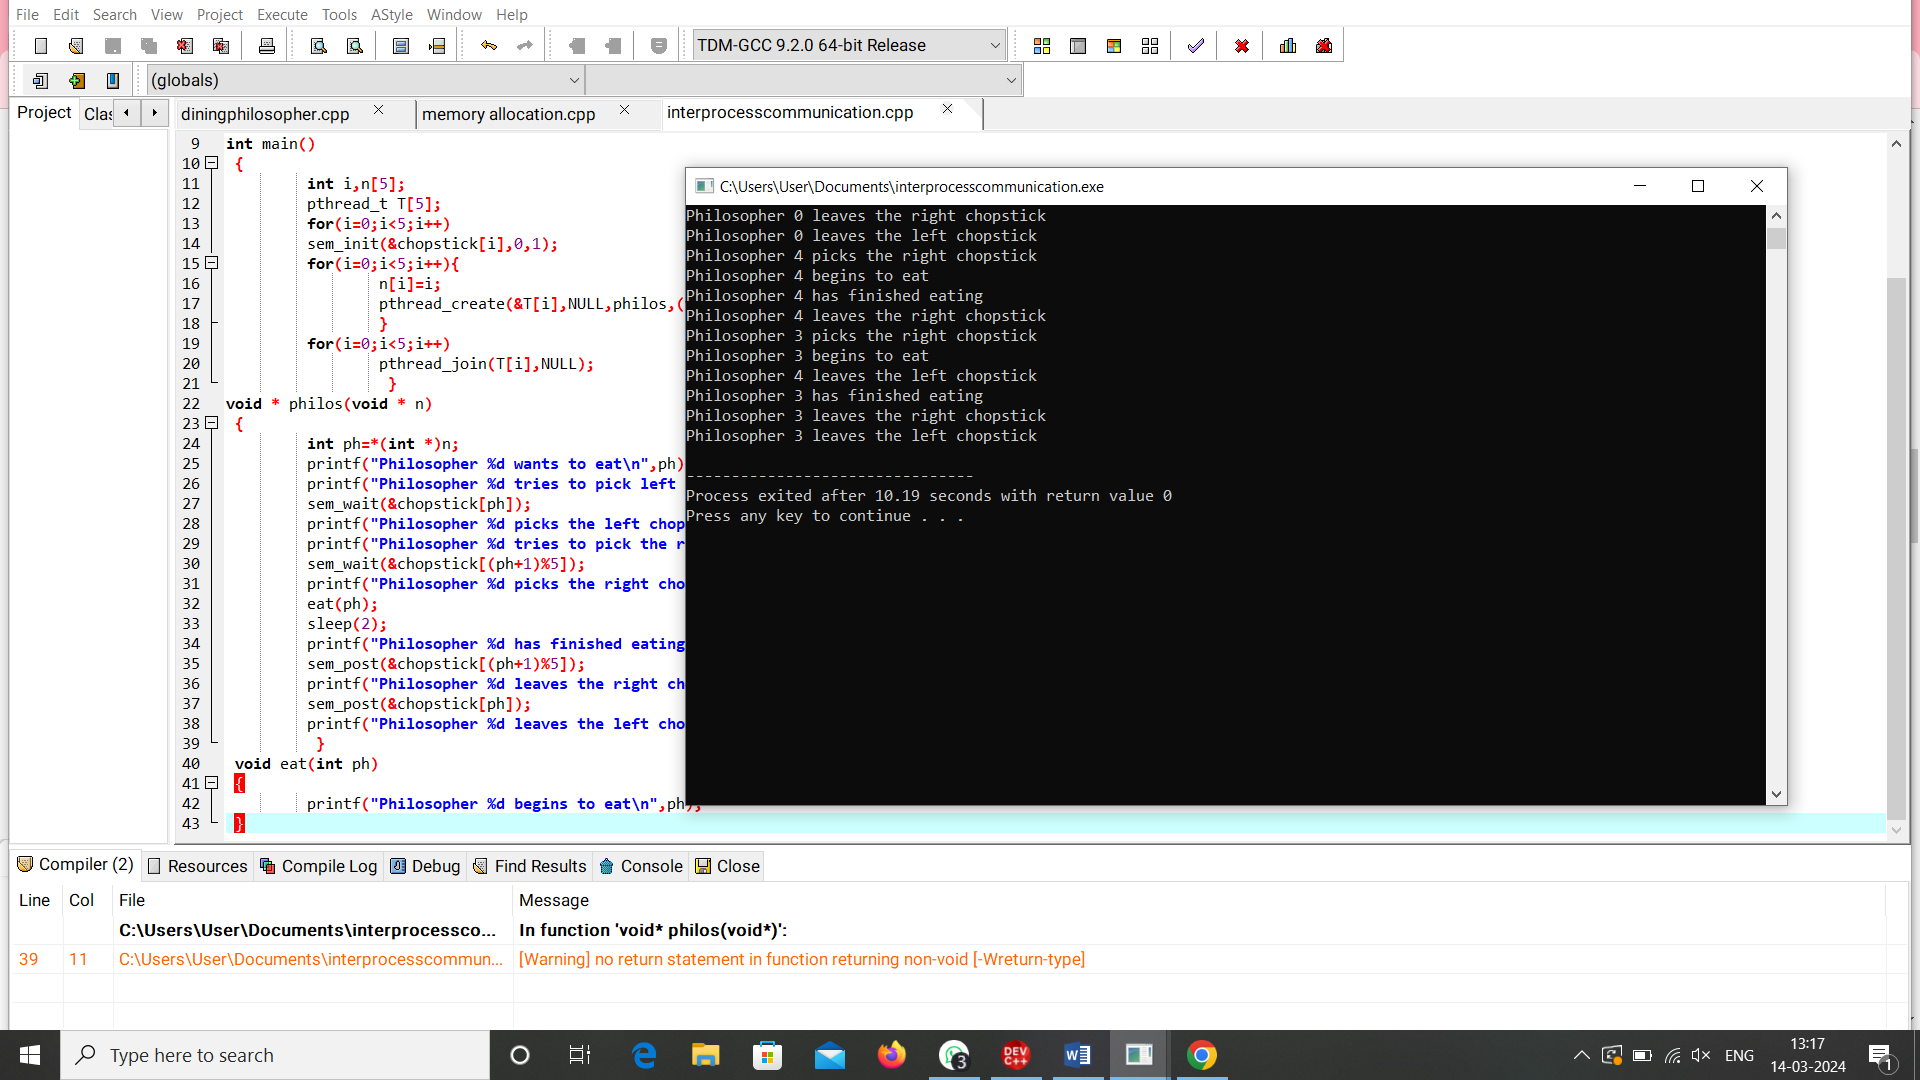 File Edit Search View Project Execute Tools AStyle Window Help
TDM-GCC 9.2.0 64-bit Release
(globals)
Project Clas diningphilosopher.cpp memory allocation.cpp interprocesscommunication.cpp
9 int main()
10 {
11 int i,n[5];
12 pthread_t T[5];
13 for(i=0;i<5;i++)
14 sem_init(&chopstick[i],0,1);
15 for(i=0;i<5;i++){
16 n[i]=i;
17 pthread_create(&T[i],NULL,philos,(
18 }
19 for(i=0;i<5;i++)
20 pthread_join(T[i],NULL);
21 }
22 void * philos(void * n)
23 {
24 int ph=*(int *)n;
25 printf("Philosopher %d wants to eat\n",ph)
26 printf("Philosopher %d tries to pick left
27 sem_wait(&chopstick[ph]);
28 printf("Philosopher %d picks the left chop
29 printf("Philosopher %d tries to pick the r
30 sem_wait(&chopstick[(ph+1)%5]);
31 printf("Philosopher %d picks the right cho
32 eat(ph);
33 sleep(2);
34 printf("Philosopher %d has finished eating
35 sem_post(&chopstick[(ph+1)%5]);
36 printf("Philosopher %d leaves the right ch
37 sem_post(&chopstick[ph]);
38 printf("Philosopher %d leaves the left cho
39 }
40 void eat(int ph)
41 {
42 printf("Philosopher %d begins to eat\n",ph);
43 }
C:\Users\User\Documents\interprocesscommunication.exe
Philosopher 0 leaves the right chopstick
Philosopher 0 leaves the left chopstick
Philosopher 4 picks the right chopstick
Philosopher 4 begins to eat
Philosopher 4 has finished eating
Philosopher 4 leaves the right chopstick
Philosopher 3 picks the right chopstick
Philosopher 3 begins to eat
Philosopher 4 leaves the left chopstick
Philosopher 3 has finished eating
Philosopher 3 leaves the right chopstick
Philosopher 3 leaves the left chopstick
--------------------------------
Process exited after 10.19 seconds with return value 0
Press any key to continue . . .
Compiler (2) Resources Compile Log Debug Find Results Console Close
Line Col File Message
C:\Users\User\Documents\interprocessco... In function 'void* philos(void*)':
39 11 C:\Users\User\Documents\interprocesscommun... [Warning] no return statement in function returning non-void [-Wreturn-type]
Type here to search
3
DEV C++
ENG
13:17
14-03-2024
1